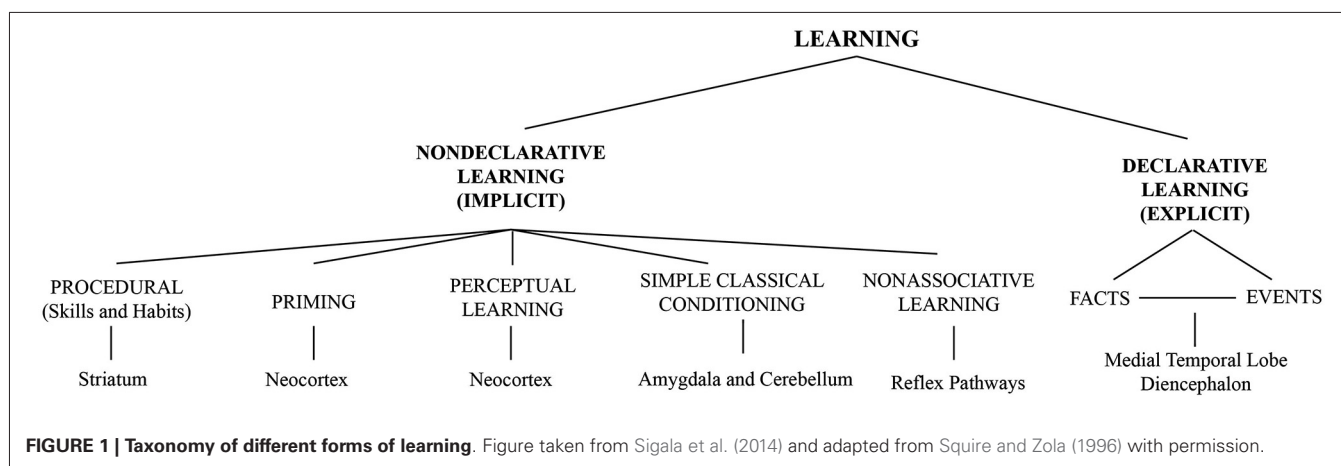 LEARNING
NONDECLARATIVE
LEARNING
(IMPLICIT)
DECLARATIVE
LEARNING
(EXPLICIT)
PROCEDURAL
(Skills and Habits)
PRIMING
PERCEPTUAL
LEARNING
SIMPLE CLASSICAL
CONDITIONING
NONASSOCIATIVE
LEARNING
FACTS
EVENTS
Striatum
Neocortex
Neocortex
Amygdala and Cerebellum
Reflex Pathways
Medial Temporal Lobe
Diencephalon
FIGURE 1 | Taxonomy of different forms of learning. Figure taken from Sigala et al. (2014) and adapted from Squire and Zola (1996) with permission.